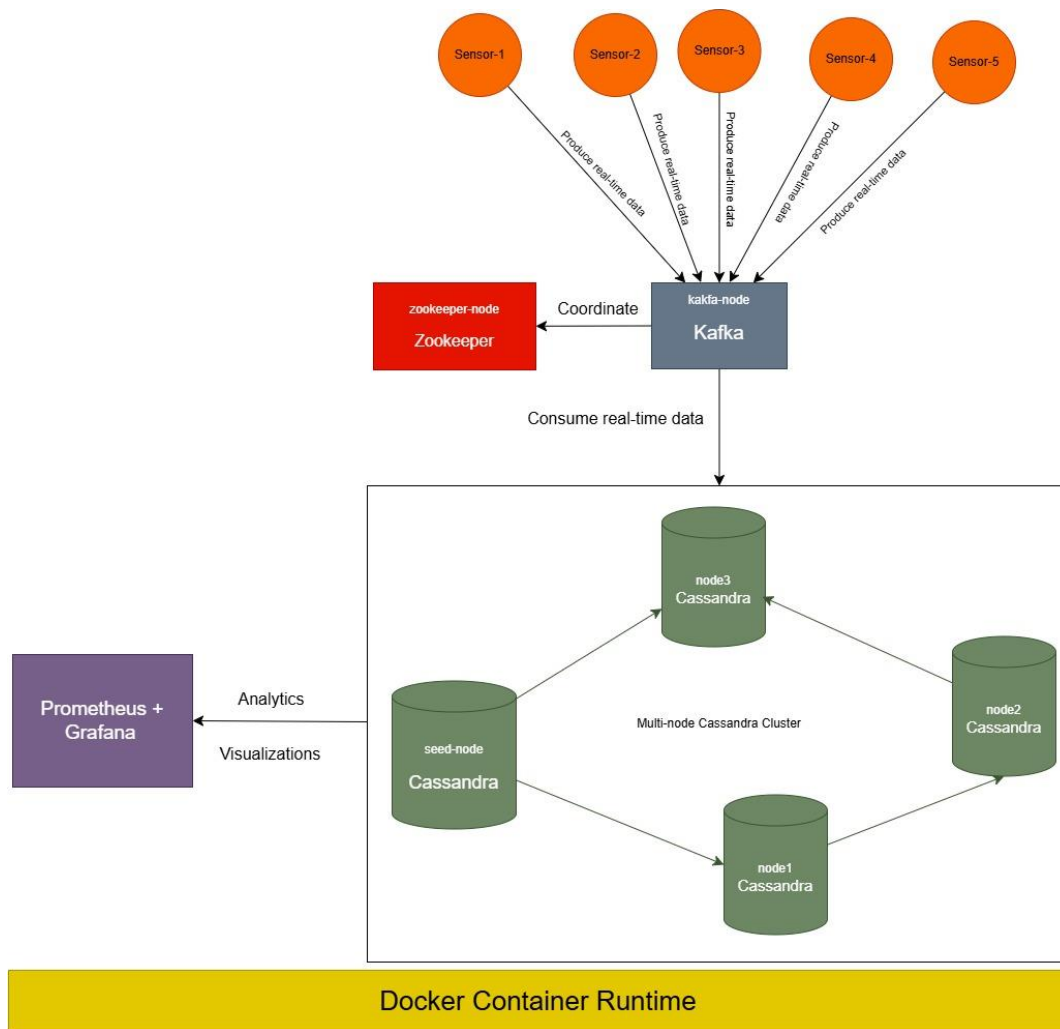 Sensor-1
Sensor-2
Sensor-3
Sensor-4
Sensor-5
Produce real-time data
Produce real-time data
Produce real-time data
Produce real-time data
Produce real-time data
zookeeper-node
Zookeeper
Coordinate
kakfa-node
Kafka
Consume real-time data
node3
Cassandra
Prometheus +
Grafana
Analytics
Visualizations
seed-node
Cassandra
Multi-node Cassandra Cluster
node2
Cassandra
node1
Cassandra
Docker Container Runtime